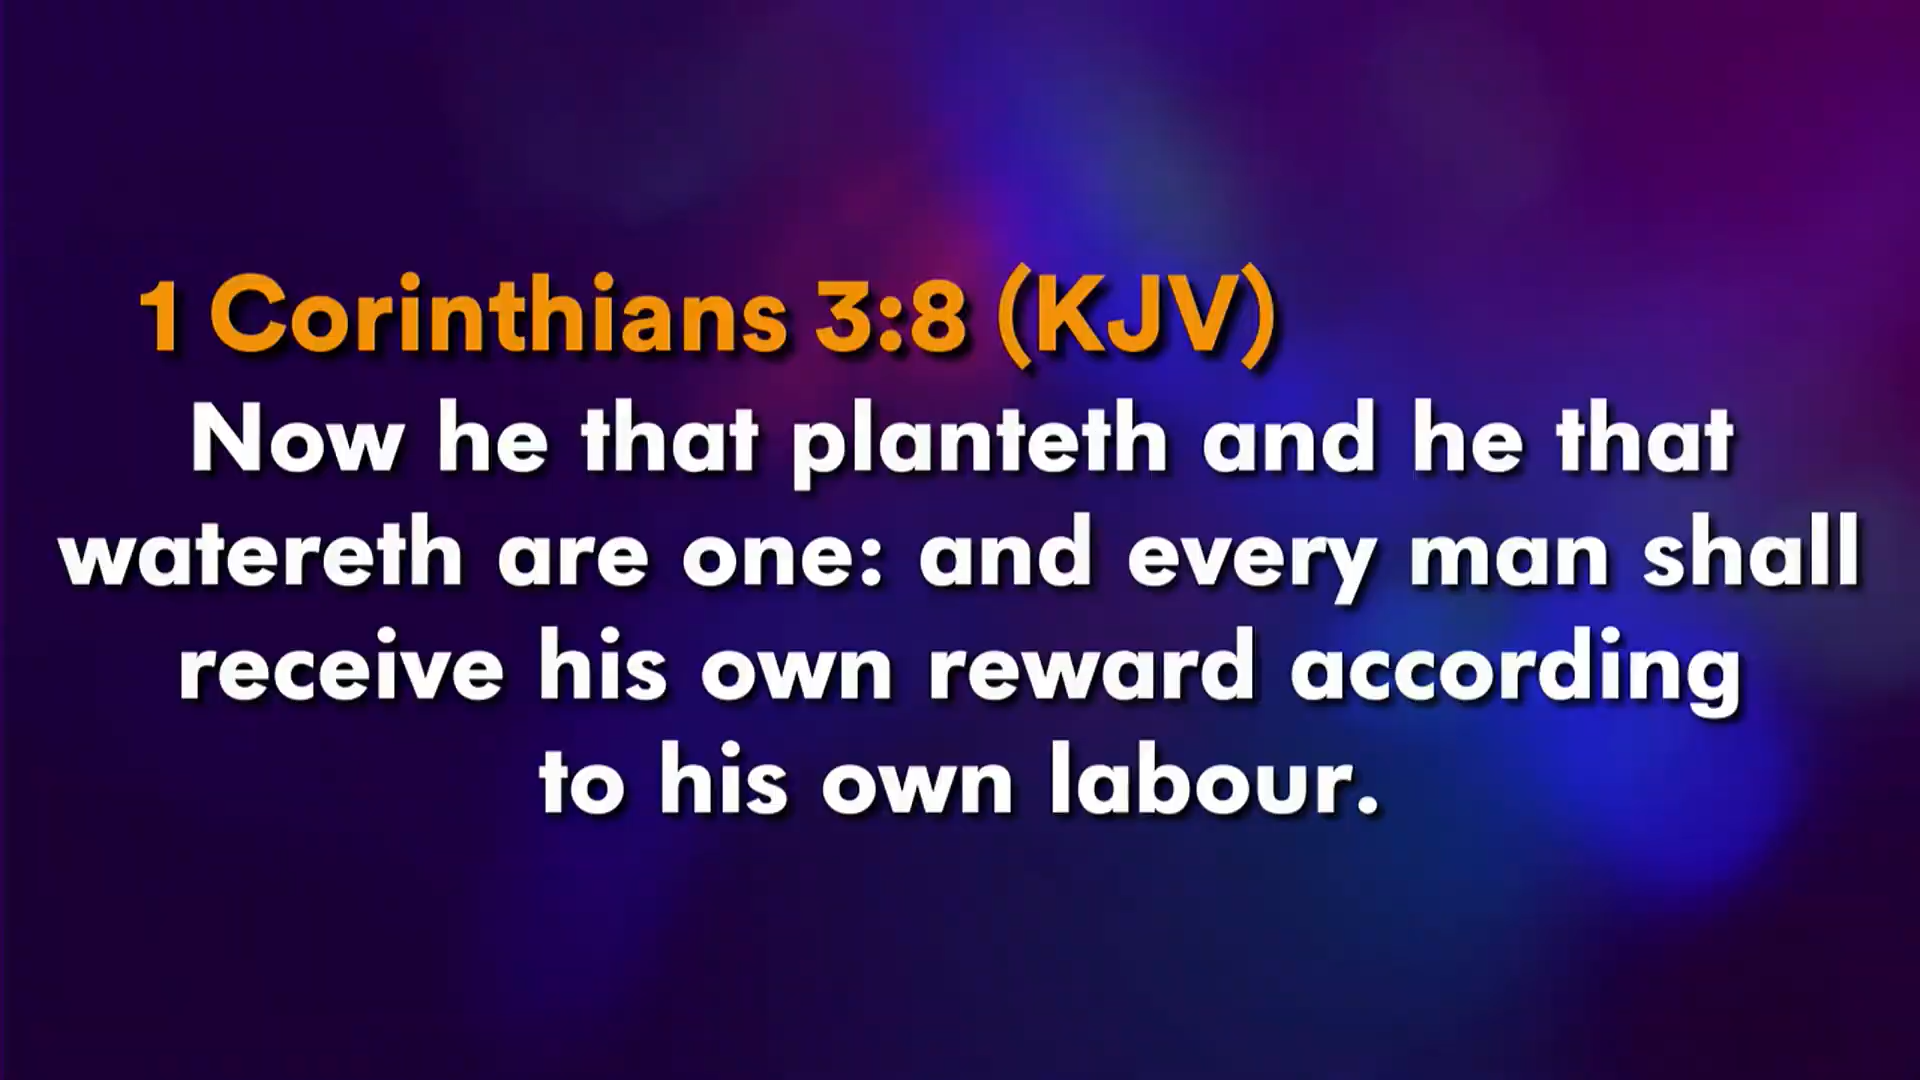 1 Corinthians 3:8 (KJV)
Now he that planteth and he that
watereth are one: and every man shall
receive his own reward according
to his own labour.